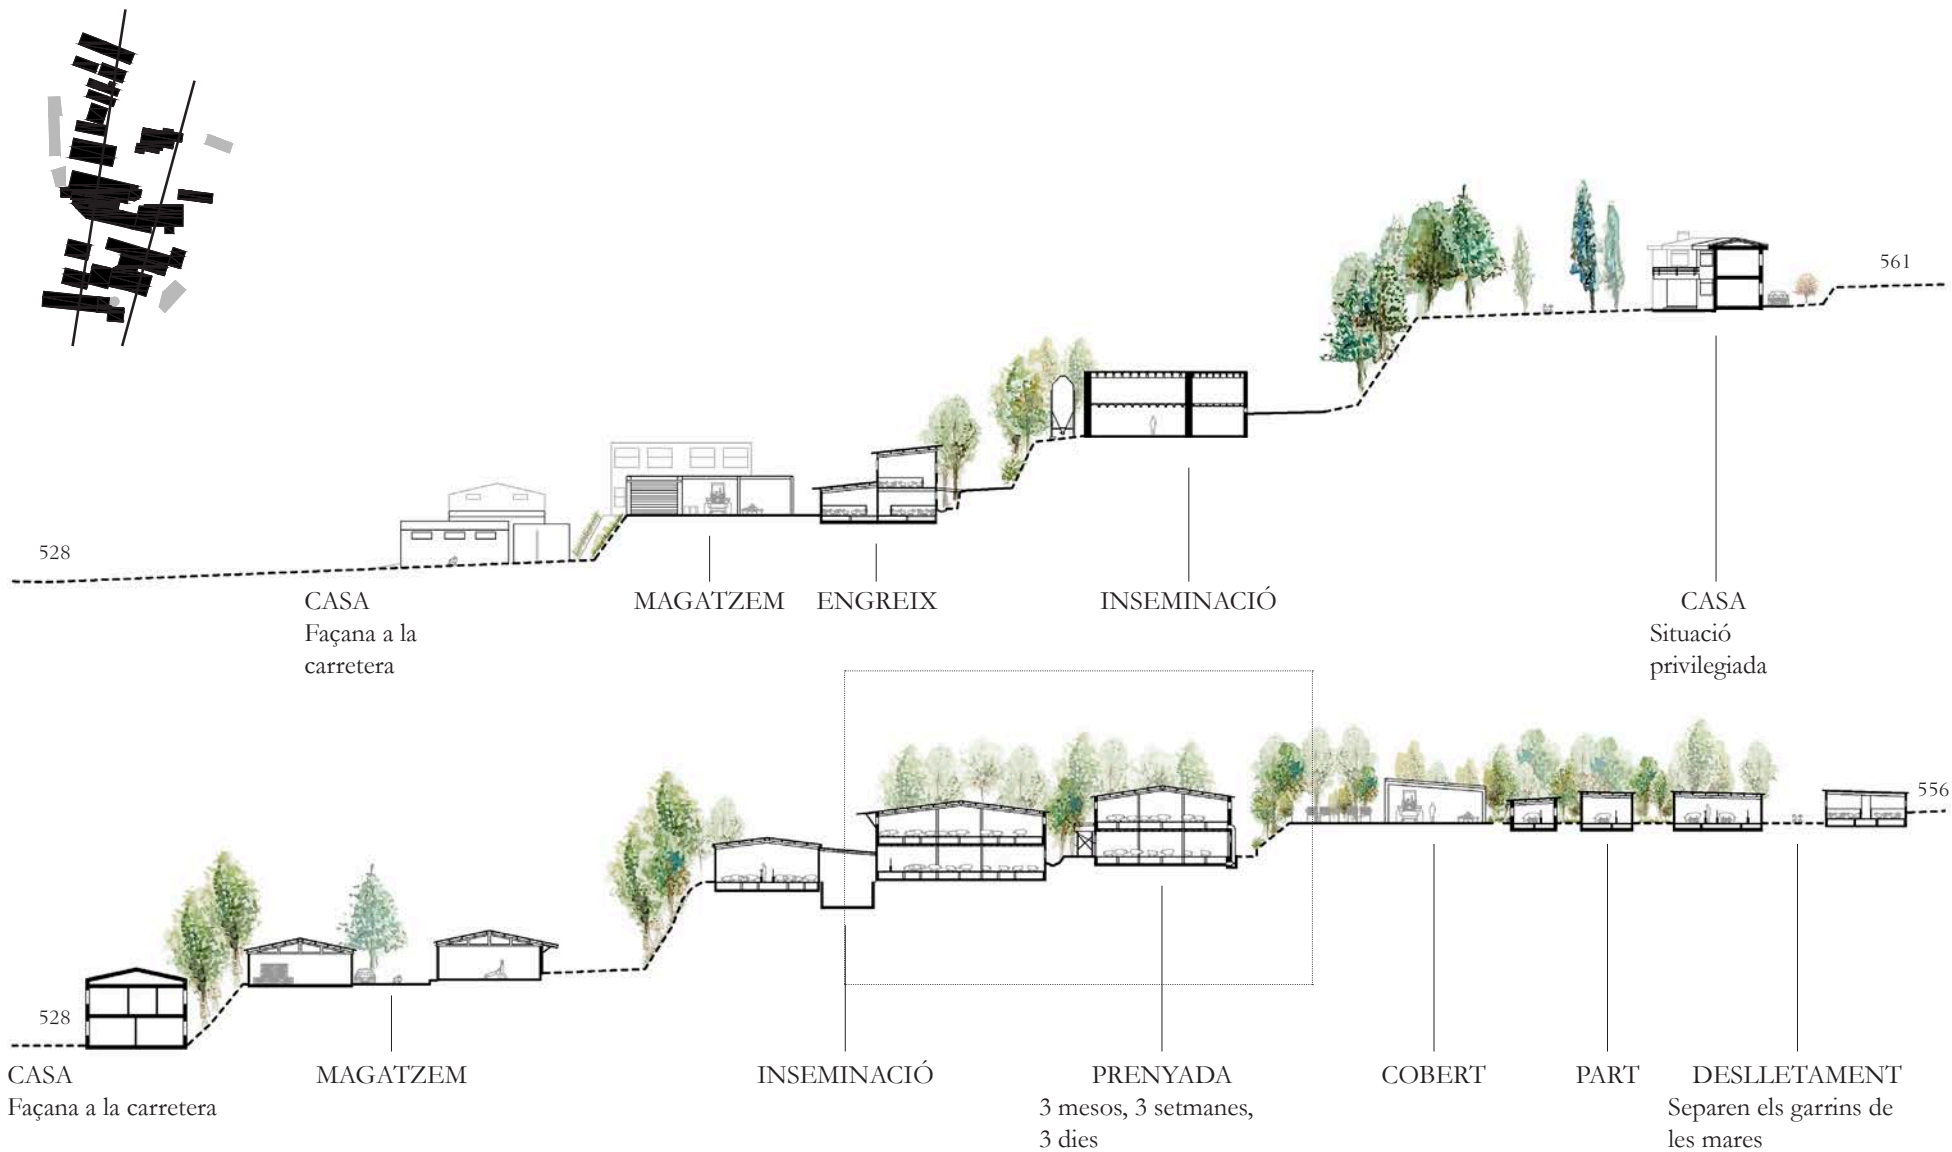 561
528
CASA
Façana a la
carretera
MAGATZEM
ENGREIX
INSEMINACIÓ
CASA
Situació
privilegiada
556
528
CASA
Façana a la carretera
MAGATZEM
INSEMINACIÓ
PRENYADA
3 mesos, 3 setmanes,
3 dies
COBERT
PART
DESLLETAMENT
Separen els garrins de
les mares